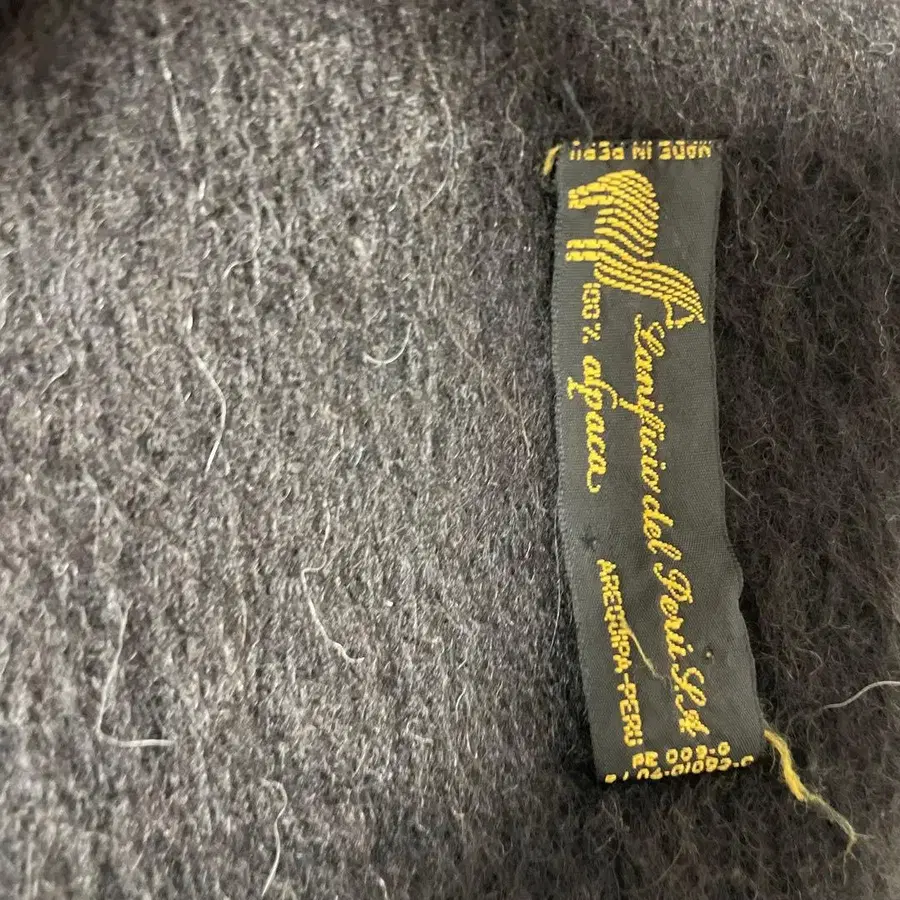 MADE IN PERU
Lanificio del Perú S.A
100% alpaca
AREQUIPA-PERU